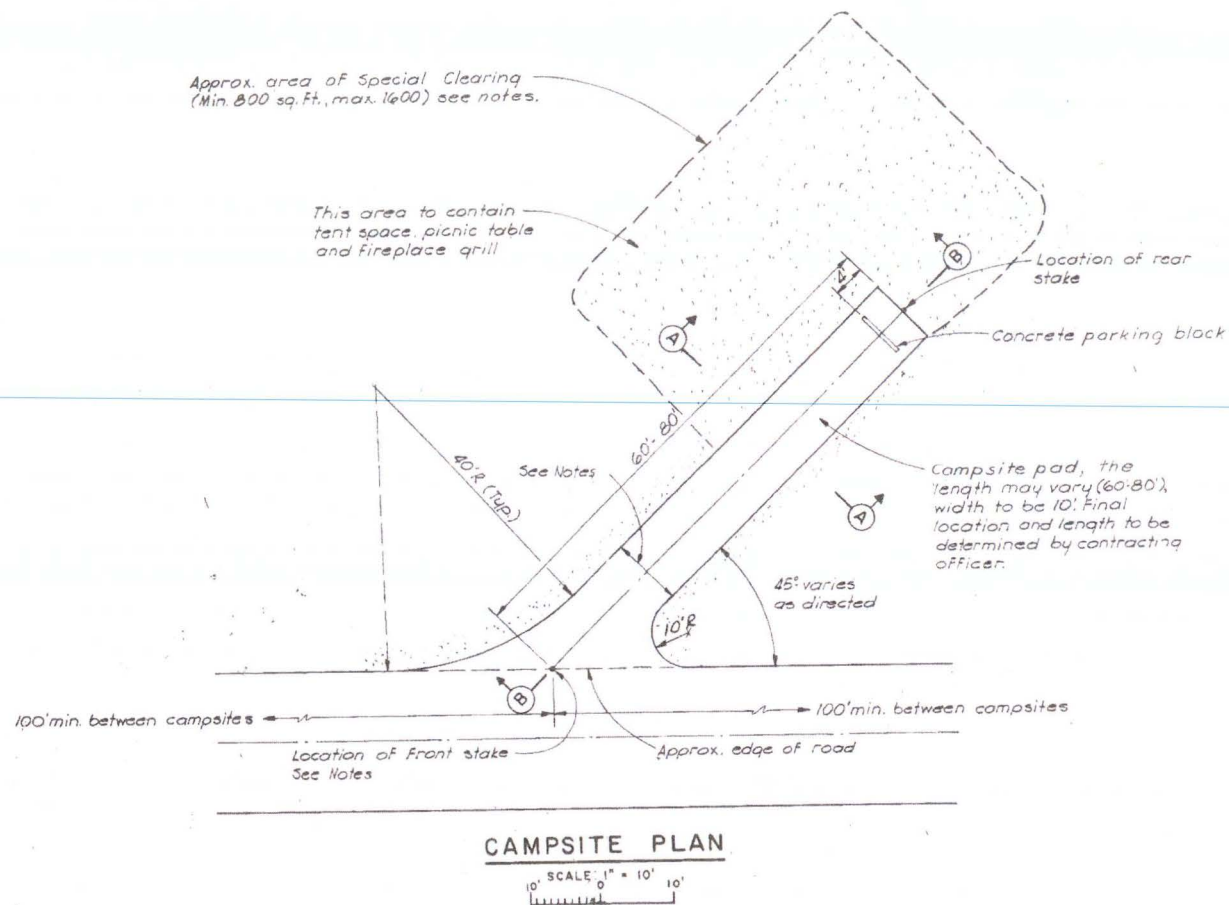 Approx. area of Special Clearing
(Min. 800 sq. Ft., max. 1600) see notes.
This area to contain
tent space, picnic table
and Fireplace grill
B
Location of rear
stake
4'
A
Concrete parking block
60'-80'
40'R (Typ.)
See Notes
Campsite pad, the
length may vary (60-80'),
width to be 10'. Final
location and length to be
determined by contracting
officer.
A
45° varies
as directed
10'R
B
100' min. between campsites
100' min. between campsites
Location of Front stake
See Notes
Approx. edge of road
CAMPSITE PLAN
SCALE: 1" = 10'
10' 0 10'